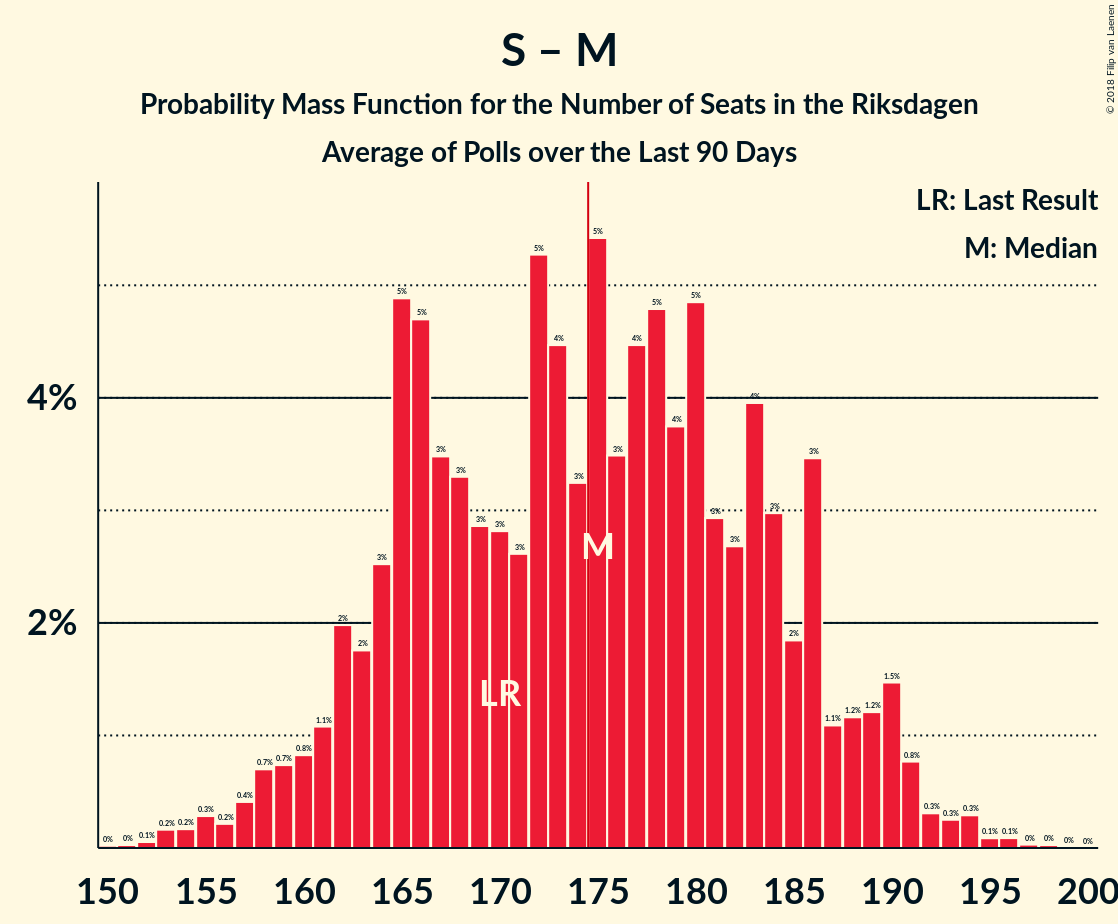 S – M
Probability Mass Function for the Number of Seats in the Riksdagen
Average of Polls over the Last 90 Days
© 2018 Filip van Laenen
LR: Last Result
M: Median
4%
2%
0% 0% 0.1% 0.2% 0.2% 0.3% 0.2% 0.4% 0.7% 0.7% 0.8% 1.1% 2% 2% 3% 5% 5% 3% 3% 3% 3% 3% 5% 4% 3% 5% 3% 4% 5% 4% 5% 3% 3% 4% 3% 2% 3% 1.1% 1.2% 1.2% 1.5% 0.8% 0.3% 0.3% 0.3% 0.1% 0.1% 0% 0% 0% 0%
M
LR
150 155 160 165 170 175 180 185 190 195 200